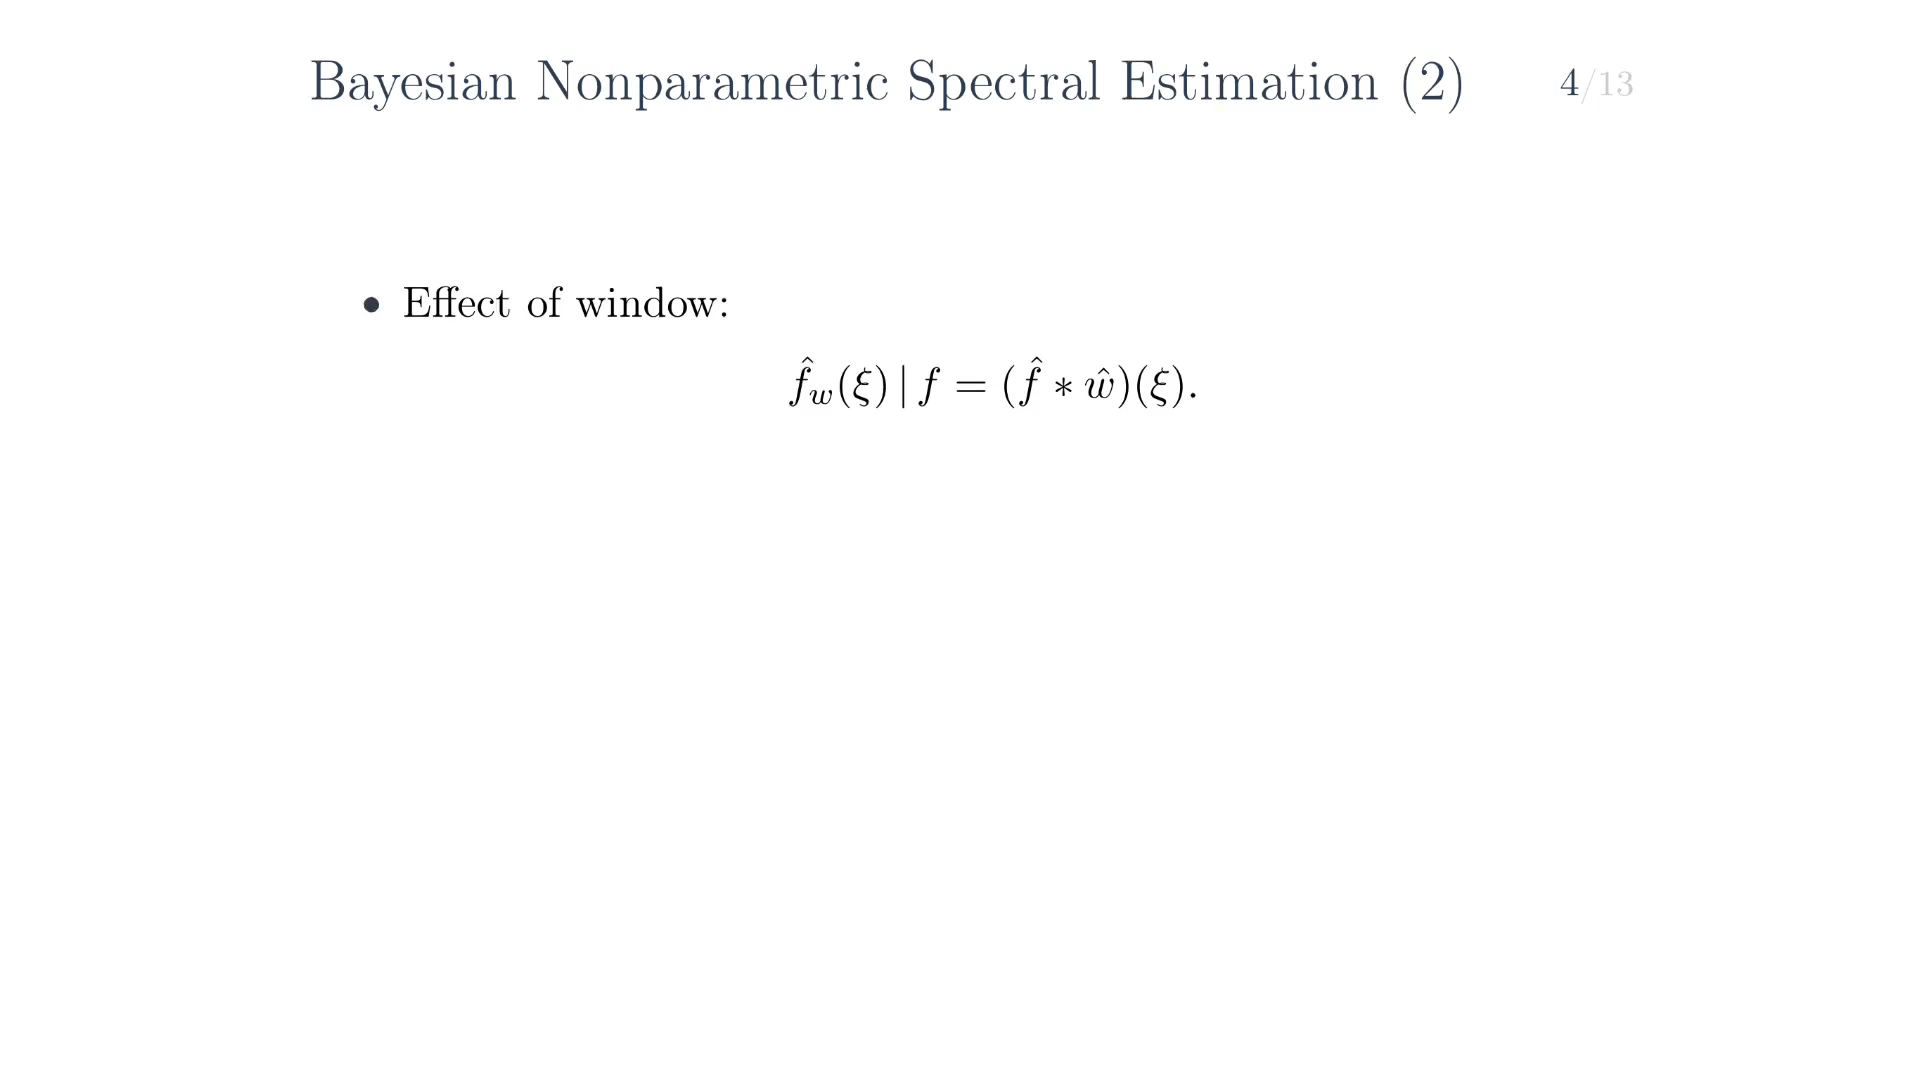 Bayesian Nonparametric Spectral Estimation (2) 4/13
• Effect of window:
f̂_w(ξ) | f = (f̂ ∗ ŵ)(ξ).